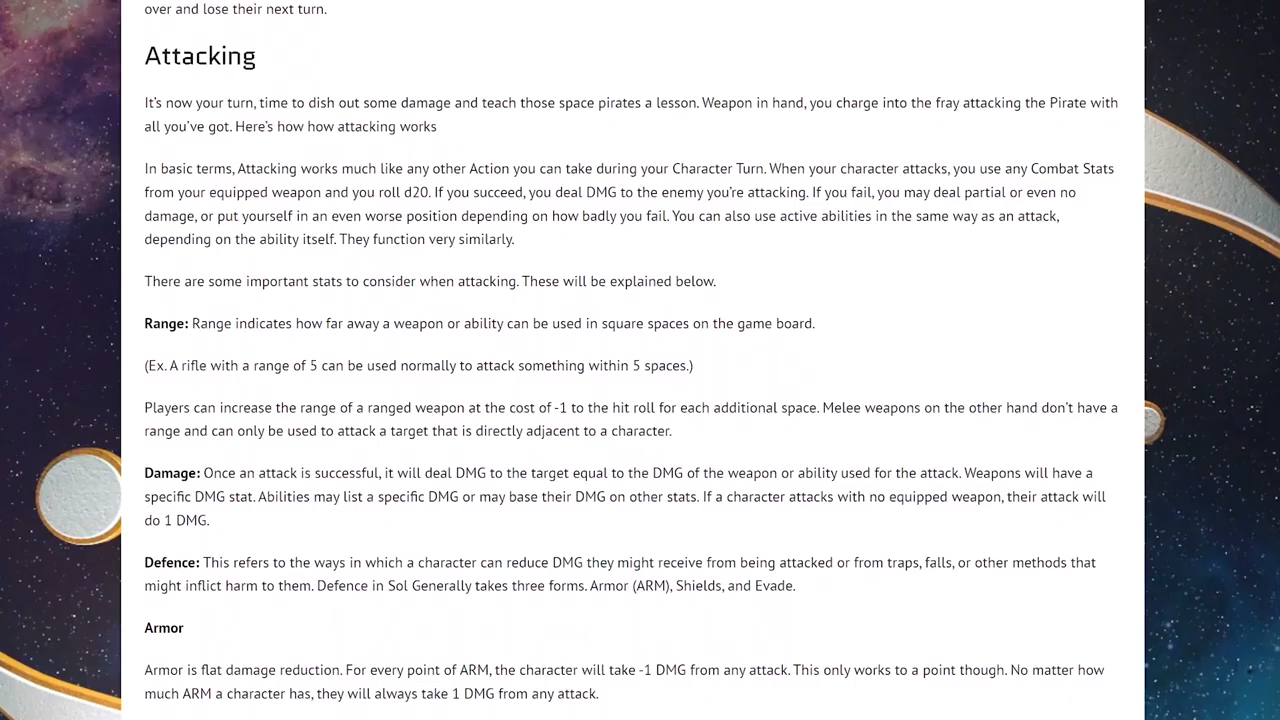 over and lose their next turn.
Attacking
It's now your turn, time to dish out some damage and teach those space pirates a lesson. Weapon in hand, you charge into the fray attacking the Pirate with
all you've got. Here's how how attacking works
In basic terms, Attacking works much like any other Action you can take during your Character Turn. When your character attacks, you use any Combat Stats
from your equipped weapon and you roll d20. If you succeed, you deal DMG to the enemy you're attacking. If you fail, you may deal partial or even no
damage, or put yourself in an even worse position depending on how badly you fail. You can also use active abilities in the same way as an attack,
depending on the ability itself. They function very similarly.
There are some important stats to consider when attacking. These will be explained below.
Range: Range indicates how far away a weapon or ability can be used in square spaces on the game board.
(Ex. A rifle with a range of 5 can be used normally to attack something within 5 spaces.)
Players can increase the range of a ranged weapon at the cost of -1 to the hit roll for each additional space. Melee weapons on the other hand don't have a
range and can only be used to attack a target that is directly adjacent to a character.
Damage: Once an attack is successful, it will deal DMG to the target equal to the DMG of the weapon or ability used for the attack. Weapons will have a
specific DMG stat. Abilities may list a specific DMG or may base their DMG on other stats. If a character attacks with no equipped weapon, their attack will
do 1 DMG.
Defence: This refers to the ways in which a character can reduce DMG they might receive from being attacked or from traps, falls, or other methods that
might inflict harm to them. Defence in Sol Generally takes three forms. Armor (ARM), Shields, and Evade.
Armor
Armor is flat damage reduction. For every point of ARM, the character will take -1 DMG from any attack. This only works to a point though. No matter how
much ARM a character has, they will always take 1 DMG from any attack.